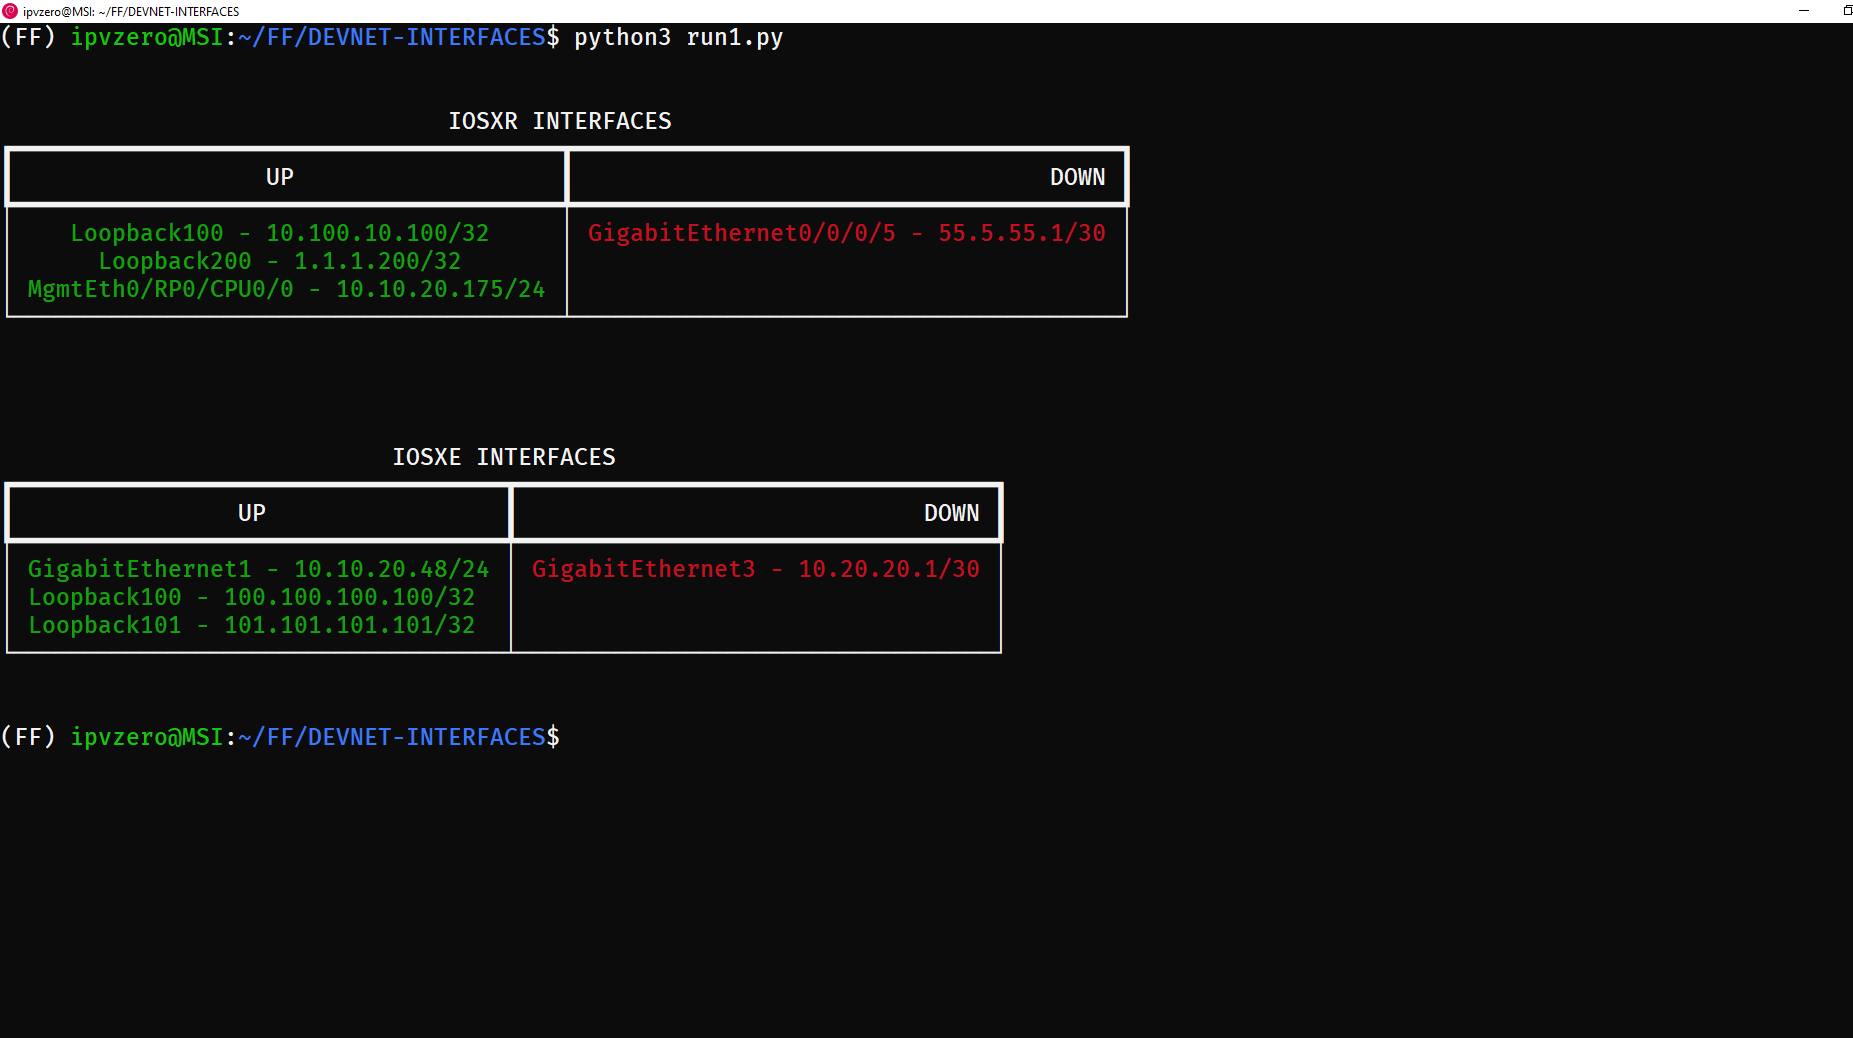 ipvzero@MSI: ~/FF/DEVNET-INTERFACES
(FF) ipvzero@MSI:~/FF/DEVNET-INTERFACES$ python3 run1.py
IOSXR INTERFACES
UP DOWN
Loopback100 - 10.100.10.100/32 GigabitEthernet0/0/0/5 - 55.5.55.1/30
Loopback200 - 1.1.1.200/32
MgmtEth0/RP0/CPU0/0 - 10.10.20.175/24
IOSXE INTERFACES
UP DOWN
GigabitEthernet1 - 10.10.20.48/24 GigabitEthernet3 - 10.20.20.1/30
Loopback100 - 100.100.100.100/32
Loopback101 - 101.101.101.101/32
(FF) ipvzero@MSI:~/FF/DEVNET-INTERFACES$